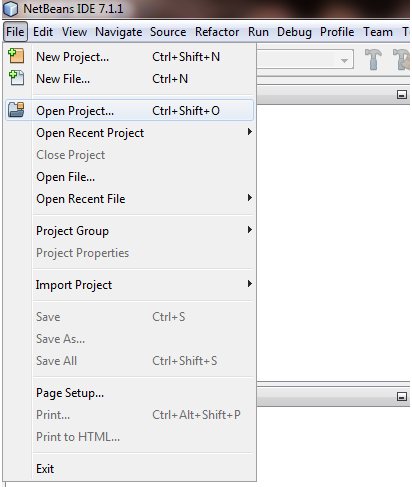 NetBeans IDE 7.1.1
File Edit View Navigate Source Refactor Run Debug Profile Team
New Project... Ctrl+Shift+N
New File... Ctrl+N
Open Project... Ctrl+Shift+O
Open Recent Project
Close Project
Open File...
Open Recent File
Project Group
Project Properties
Import Project
Save Ctrl+S
Save As...
Save All Ctrl+Shift+S
Page Setup...
Print... Ctrl+Alt+Shift+P
Print to HTML...
Exit